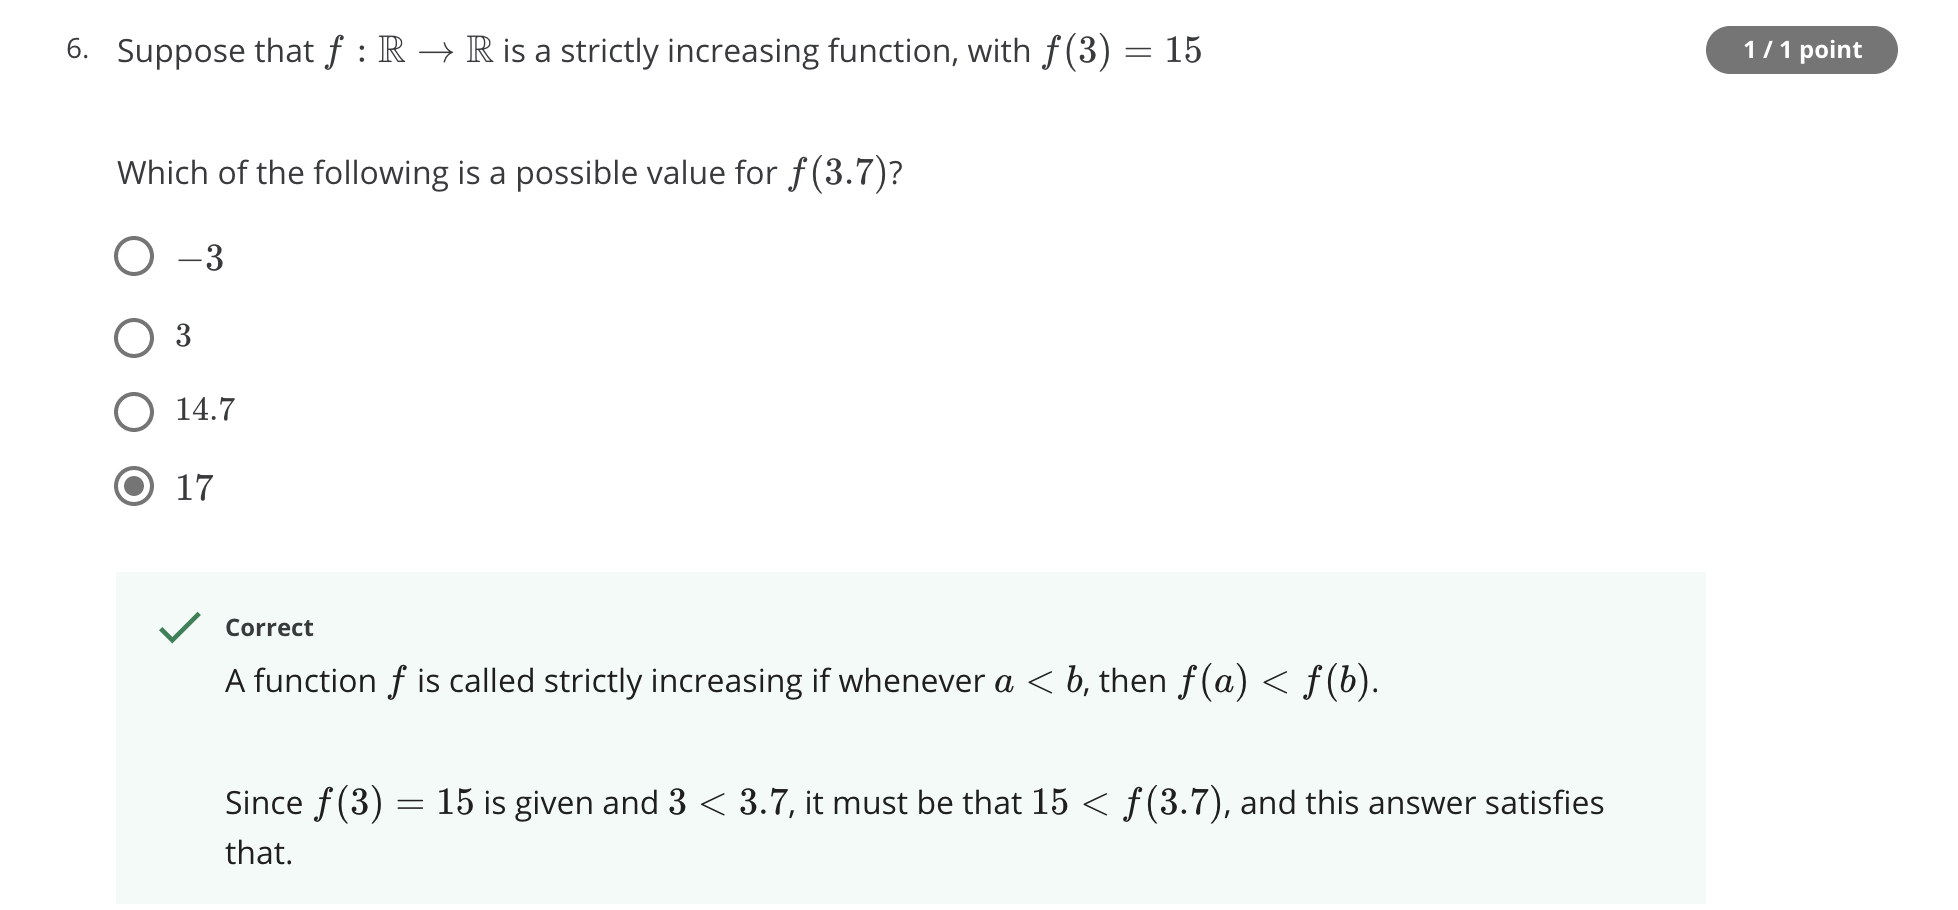 6. Suppose that f : ℝ → ℝ is a strictly increasing function, with f(3) = 15
1 / 1 point
Which of the following is a possible value for f(3.7)?
−3
3
14.7
17
Correct
A function f is called strictly increasing if whenever a < b, then f(a) < f(b).
Since f(3) = 15 is given and 3 < 3.7, it must be that 15 < f(3.7), and this answer satisfies
that.